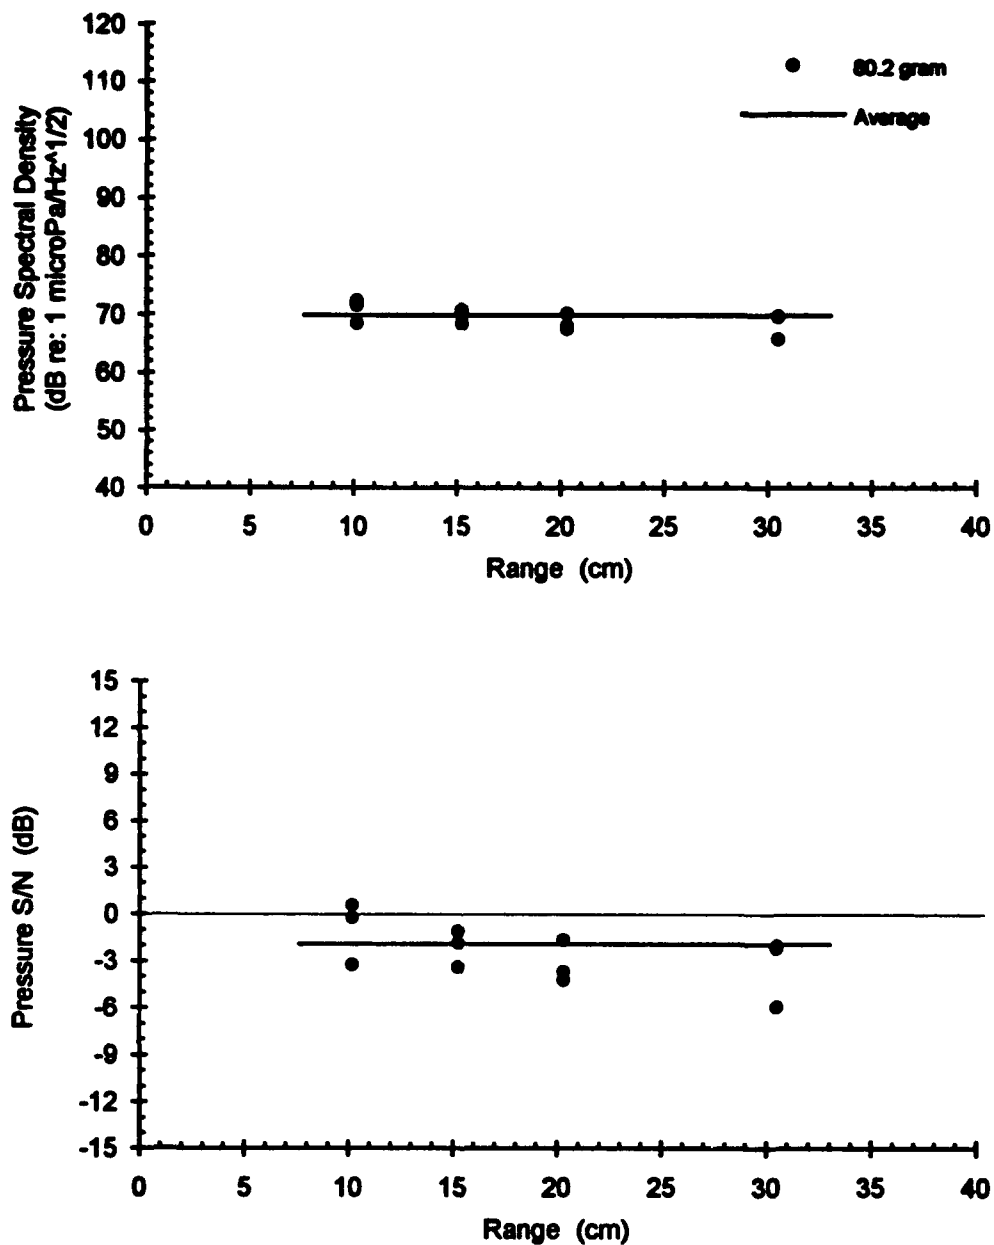 120
110
100
90
80
70
60
50
40
Pressure Spectral Density
(dB re: 1 microPa/Hz^1/2)
80.2 gram
Average
0 5 10 15 20 25 30 35 40
Range (cm)
15
12
9
6
3
0
-3
-6
-9
-12
-15
Pressure S/N (dB)
0 5 10 15 20 25 30 35 40
Range (cm)